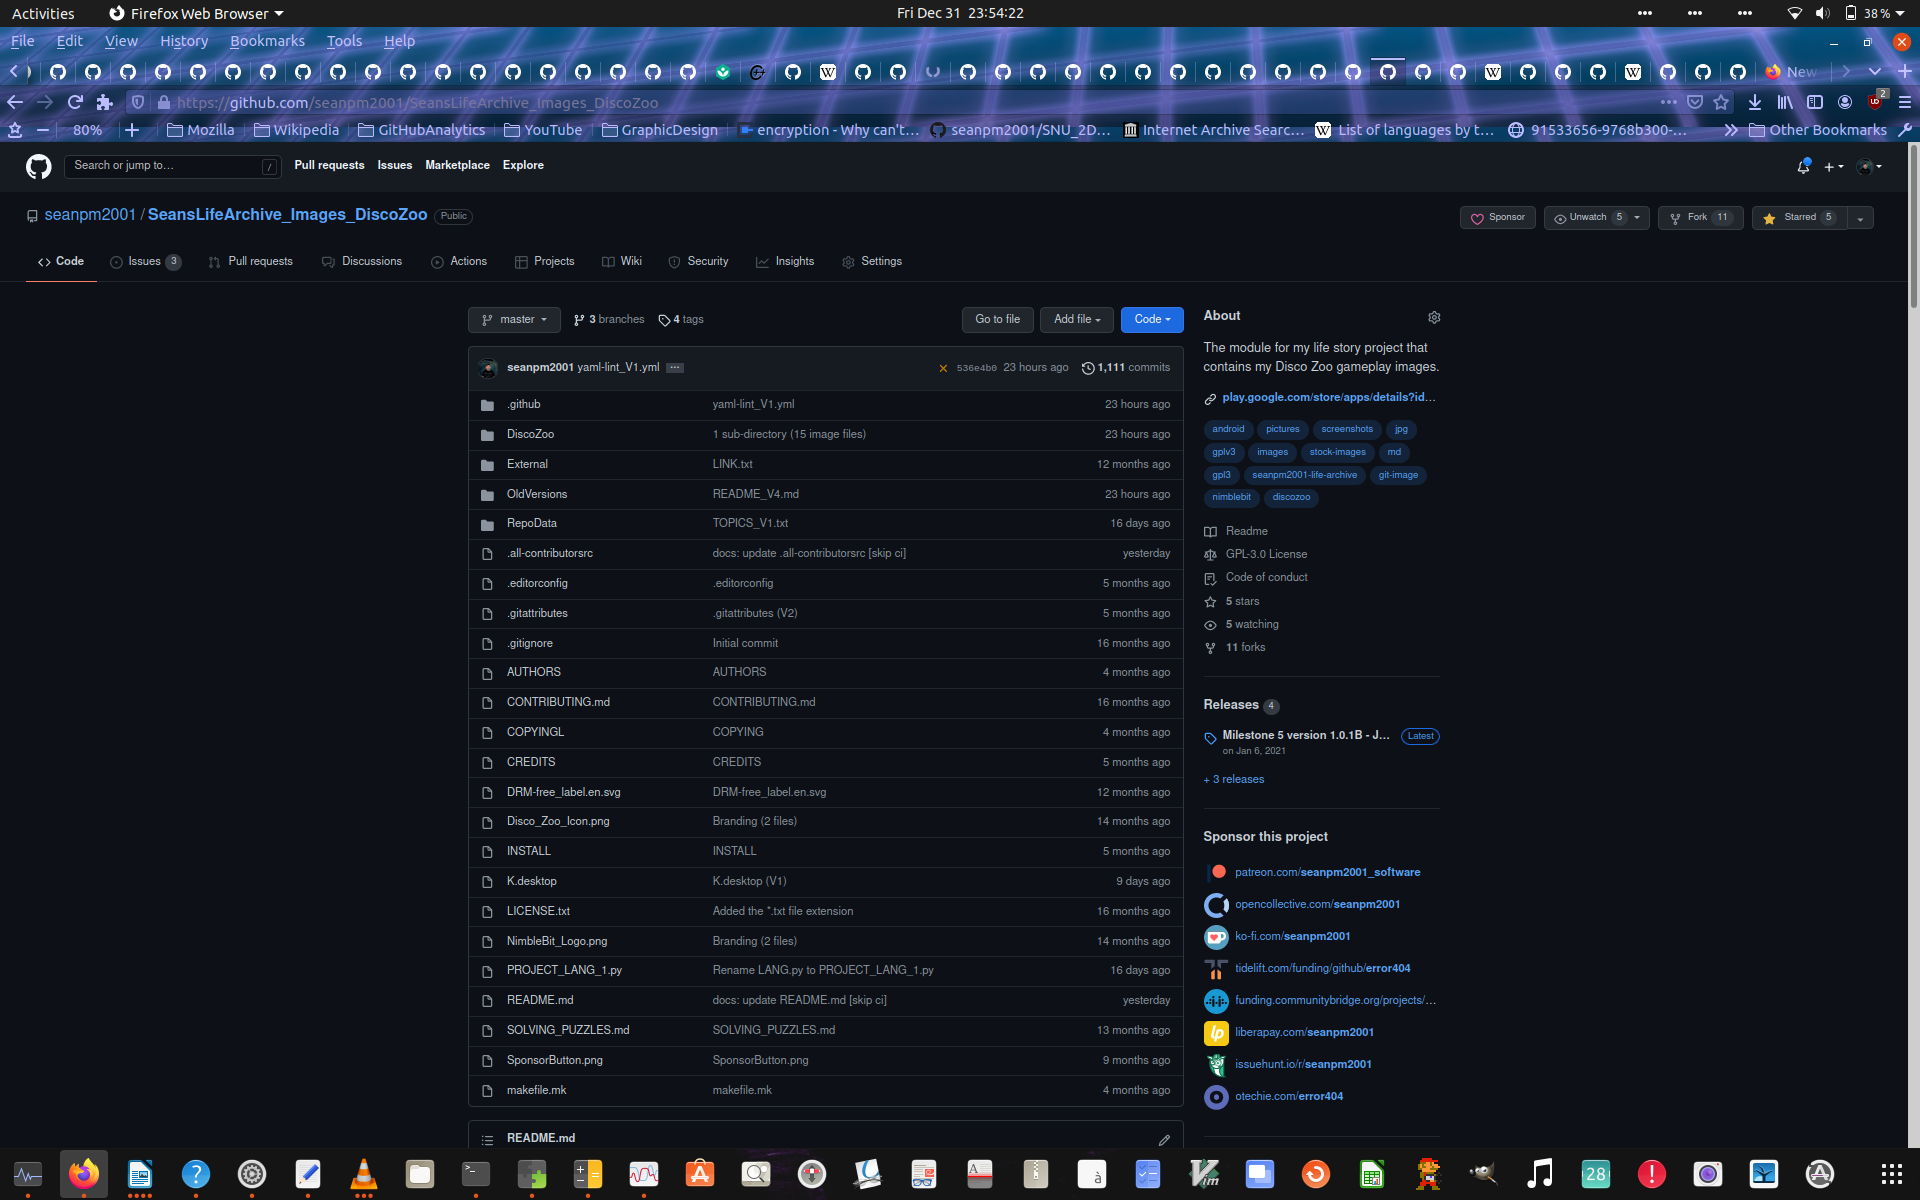 Activities Firefox Web Browser Fri Dec 31 23:54:22 38 %
File Edit View History Bookmarks Tools Help
New
https://github.com/seanpm2001/SeansLifeArchive_Images_DiscoZoo 2
80% Mozilla Wikipedia GitHubAnalytics YouTube GraphicDesign encryption - Why can't… seanpm2001/SNU_2D… Internet Archive Searc… List of languages by t… 91533656-9768b300-… Other Bookmarks
Search or jump to… / Pull requests Issues Marketplace Explore
seanpm2001 / SeansLifeArchive_Images_DiscoZoo Public Sponsor Unwatch 5 Fork 11 Starred 5
Code Issues 3 Pull requests Discussions Actions Projects Wiki Security Insights Settings
master 3 branches 4 tags Go to file Add file Code
seanpm2001 yaml-lint_V1.yml … 536e4b0 23 hours ago 1,111 commits
.github yaml-lint_V1.yml 23 hours ago
DiscoZoo 1 sub-directory (15 image files) 23 hours ago
External LINK.txt 12 months ago
OldVersions README_V4.md 23 hours ago
RepoData TOPICS_V1.txt 16 days ago
.all-contributorsrc docs: update .all-contributorsrc [skip ci] yesterday
.editorconfig .editorconfig 5 months ago
.gitattributes .gitattributes (V2) 5 months ago
.gitignore Initial commit 16 months ago
AUTHORS AUTHORS 4 months ago
CONTRIBUTING.md CONTRIBUTING.md 16 months ago
COPYINGL COPYING 4 months ago
CREDITS CREDITS 5 months ago
DRM-free_label.en.svg DRM-free_label.en.svg 12 months ago
Disco_Zoo_Icon.png Branding (2 files) 14 months ago
INSTALL INSTALL 5 months ago
K.desktop K.desktop (V1) 9 days ago
LICENSE.txt Added the *.txt file extension 16 months ago
NimbleBit_Logo.png Branding (2 files) 14 months ago
PROJECT_LANG_1.py Rename LANG.py to PROJECT_LANG_1.py 16 days ago
README.md docs: update README.md [skip ci] yesterday
SOLVING_PUZZLES.md SOLVING_PUZZLES.md 13 months ago
SponsorButton.png SponsorButton.png 9 months ago
makefile.mk makefile.mk 4 months ago
README.md
About
The module for my life story project that
contains my Disco Zoo gameplay images.
play.google.com/store/apps/details?id…
android pictures screenshots jpg
gplv3 images stock-images md
gpl3 seanpm2001-life-archive git-image
nimblebit discozoo
Readme
GPL-3.0 License
Code of conduct
5 stars
5 watching
11 forks
Releases 4
Milestone 5 version 1.0.1B - J… Latest
on Jan 6, 2021
+ 3 releases
Sponsor this project
patreon.com/seanpm2001_software
opencollective.com/seanpm2001
ko-fi.com/seanpm2001
tidelift.com/funding/github/error404
funding.communitybridge.org/projects/…
liberapay.com/seanpm2001
issuehunt.io/r/seanpm2001
otechie.com/error404
28